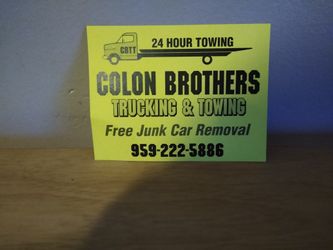 24 HOUR TOWING
CBTT
COLON BROTHERS
TRUCKING & TOWING
Free Junk Car Removal
959-222-5886